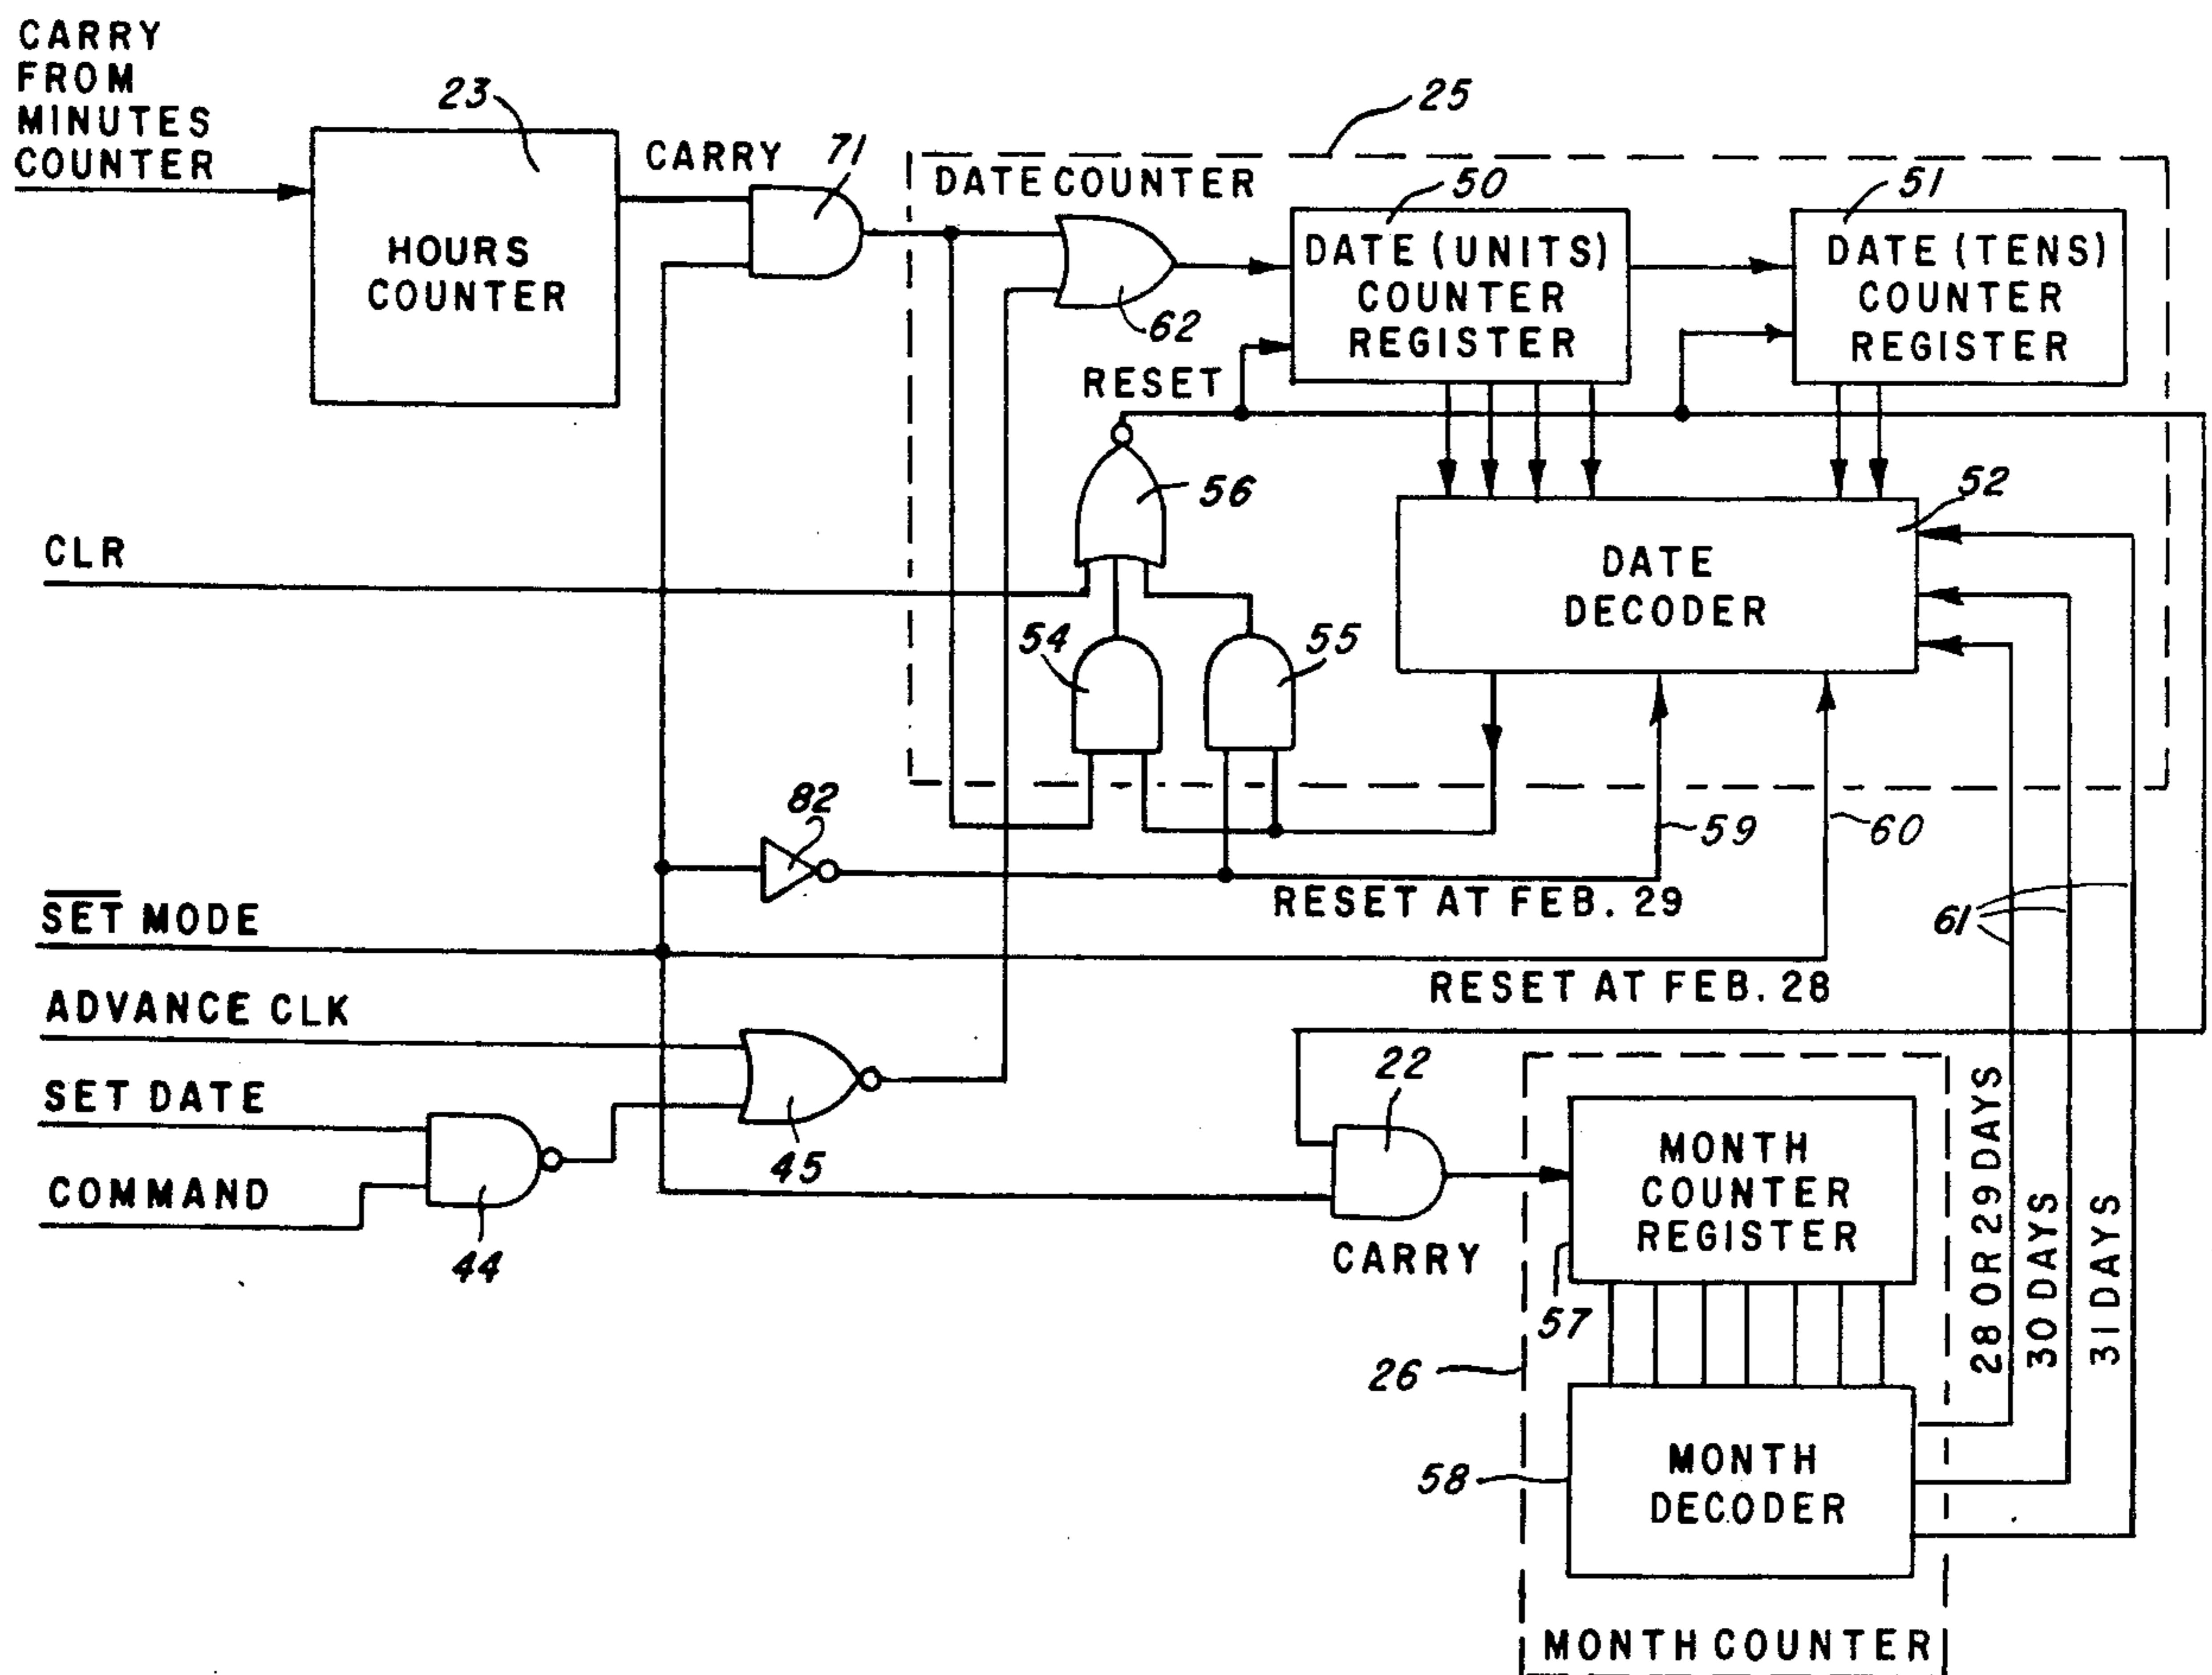 CARRY
FROM
MINUTES
COUNTER
23
HOURS
COUNTER
CARRY
71
25
DATE COUNTER
62
50
DATE (UNITS)
COUNTER
REGISTER
51
DATE (TENS)
COUNTER
REGISTER
RESET
56
52
DATE
DECODER
CLR
54
55
82
59
60
RESET AT FEB. 29
SET MODE
61
RESET AT FEB. 28
ADVANCE CLK
SET DATE
COMMAND
44
45
22
CARRY
MONTH
COUNTER
REGISTER
57
26
58
MONTH
DECODER
MONTH COUNTER
28 OR 29 DAYS
30 DAYS
31 DAYS